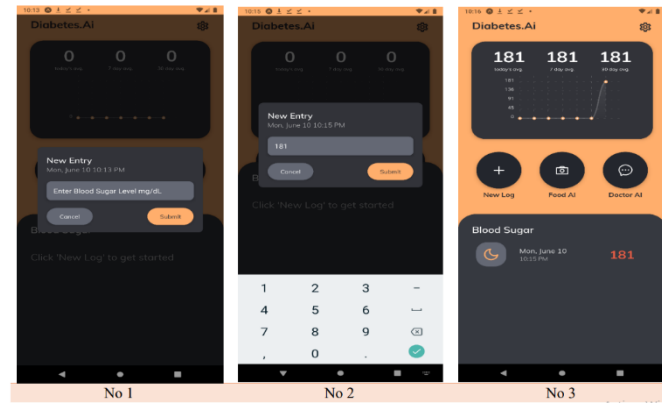 10:13
Diabetes.Ai
0 0 0
today's avg 7 day avg 30 day avg
0
New Entry
Mon, June 10 10:13 PM
Enter Blood Sugar Level mg/dL
Cancel Submit
Blood Sugar
Click 'New Log' to get started
No 1
10:15
Diabetes.Ai
0 0 0
today's avg 7 day avg 30 day avg
New Entry
Mon, June 10 10:15 PM
181
Cancel Submit
Click 'New Log' to get started
1 2 3 -
4 5 6
7 8 9
, 0 .
No 2
10:16
Diabetes.Ai
181 181 181
today's avg 7 day avg 30 day avg
181
136
91
45
0
New Log Food AI Doctor AI
Blood Sugar
Mon, June 10
10:15 PM
181
No 3